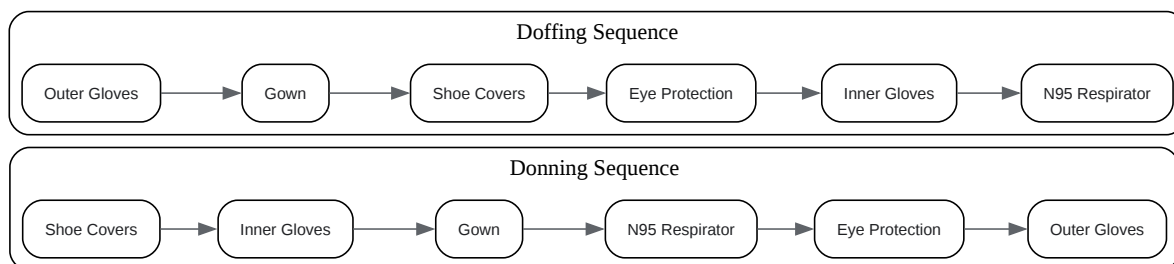 Doffing Sequence
Outer Gloves
Gown
Shoe Covers
Eye Protection
Inner Gloves
N95 Respirator
Donning Sequence
Shoe Covers
Inner Gloves
Gown
N95 Respirator
Eye Protection
Outer Gloves